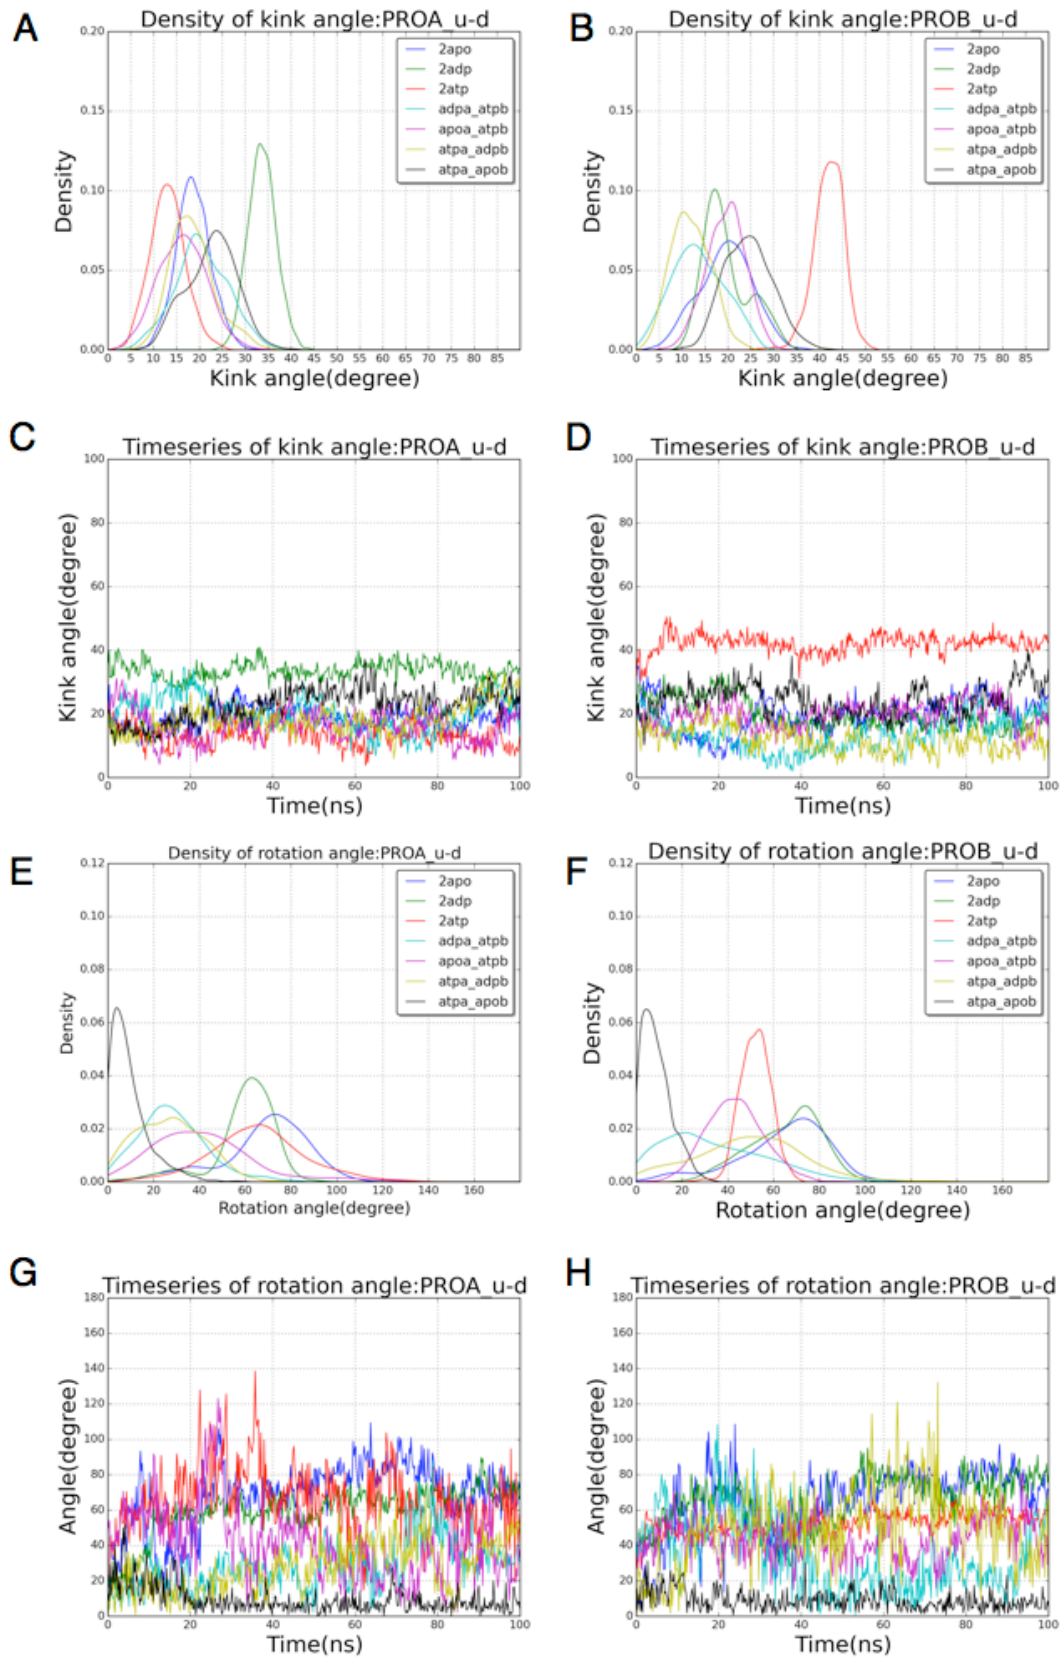 A
Density of kink angle:PROA_u-d
0.20
0.15
0.10
0.05
0.00
Density
2apo
2adp
2atp
adpa_atpb
apoa_atpb
atpa_adpb
atpa_apob
0 5 10 15 20 25 30 35 40 45 50 55 60 65 70 75 80 85
Kink angle(degree)
B
Density of kink angle:PROB_u-d
0.20
0.15
0.10
0.05
0.00
Density
2apo
2adp
2atp
adpa_atpb
apoa_atpb
atpa_adpb
atpa_apob
0 5 10 15 20 25 30 35 40 45 50 55 60 65 70 75 80 85
Kink angle(degree)
C
Timeseries of kink angle:PROA_u-d
100
80
60
40
20
0
Kink angle(degree)
0 20 40 60 80 100
Time(ns)
D
Timeseries of kink angle:PROB_u-d
100
80
60
40
20
0
Kink angle(degree)
0 20 40 60 80 100
Time(ns)
E
Density of rotation angle:PROA_u-d
0.12
0.10
0.08
0.06
0.04
0.02
0.00
Density
2apo
2adp
2atp
adpa_atpb
apoa_atpb
atpa_adpb
atpa_apob
0 20 40 60 80 100 120 140 160
Rotation angle(degree)
F
Density of rotation angle:PROB_u-d
0.12
0.10
0.08
0.06
0.04
0.02
0.00
Density
2apo
2adp
2atp
adpa_atpb
apoa_atpb
atpa_adpb
atpa_apob
0 20 40 60 80 100 120 140 160
Rotation angle(degree)
G
Timeseries of rotation angle:PROA_u-d
180
160
140
120
100
80
60
40
20
0
Angle(degree)
0 20 40 60 80 100
Time(ns)
H
Timeseries of rotation angle:PROB_u-d
180
160
140
120
100
80
60
40
20
0
Angle(degree)
0 20 40 60 80 100
Time(ns)